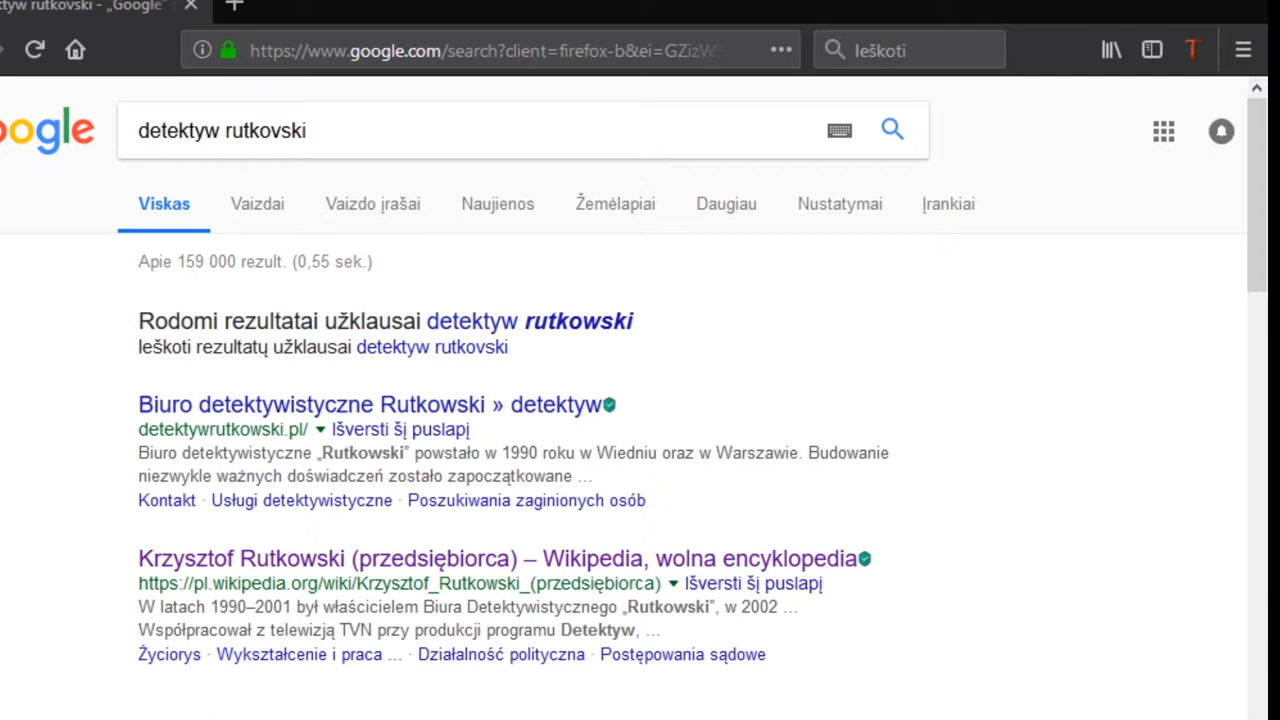 tyw rutkovski - „Google"
https://www.google.com/search?client=firefox-b&ei=GZizW
Ieškoti
oogle
detektyw rutkovski
Viskas Vaizdai Vaizdo įrašai Naujienos Žemėlapiai Daugiau Nustatymai Įrankiai
Apie 159 000 rezult. (0,55 sek.)
Rodomi rezultatai užklausai detektyw rutkowski
Ieškoti rezultatų užklausai detektyw rutkovski
Biuro detektywistyczne Rutkowski » detektyw
detektywrutkowski.pl/ Išversti šį puslapį
Biuro detektywistyczne „Rutkowski” powstało w 1990 roku w Wiedniu oraz w Warszawie. Budowanie
niezwykle ważnych doświadczeń zostało zapoczątkowane ...
Kontakt · Usługi detektywistyczne · Poszukiwania zaginionych osób
Krzysztof Rutkowski (przedsiębiorca) – Wikipedia, wolna encyklopedia
https://pl.wikipedia.org/wiki/Krzysztof_Rutkowski_(przedsiębiorca) Išversti šį puslapį
W latach 1990–2001 był właścicielem Biura Detektywistycznego „Rutkowski”, w 2002 ...
Współpracował z telewizją TVN przy produkcji programu Detektyw, ...
Życiorys · Wykształcenie i praca ... · Działalność polityczna · Postępowania sądowe